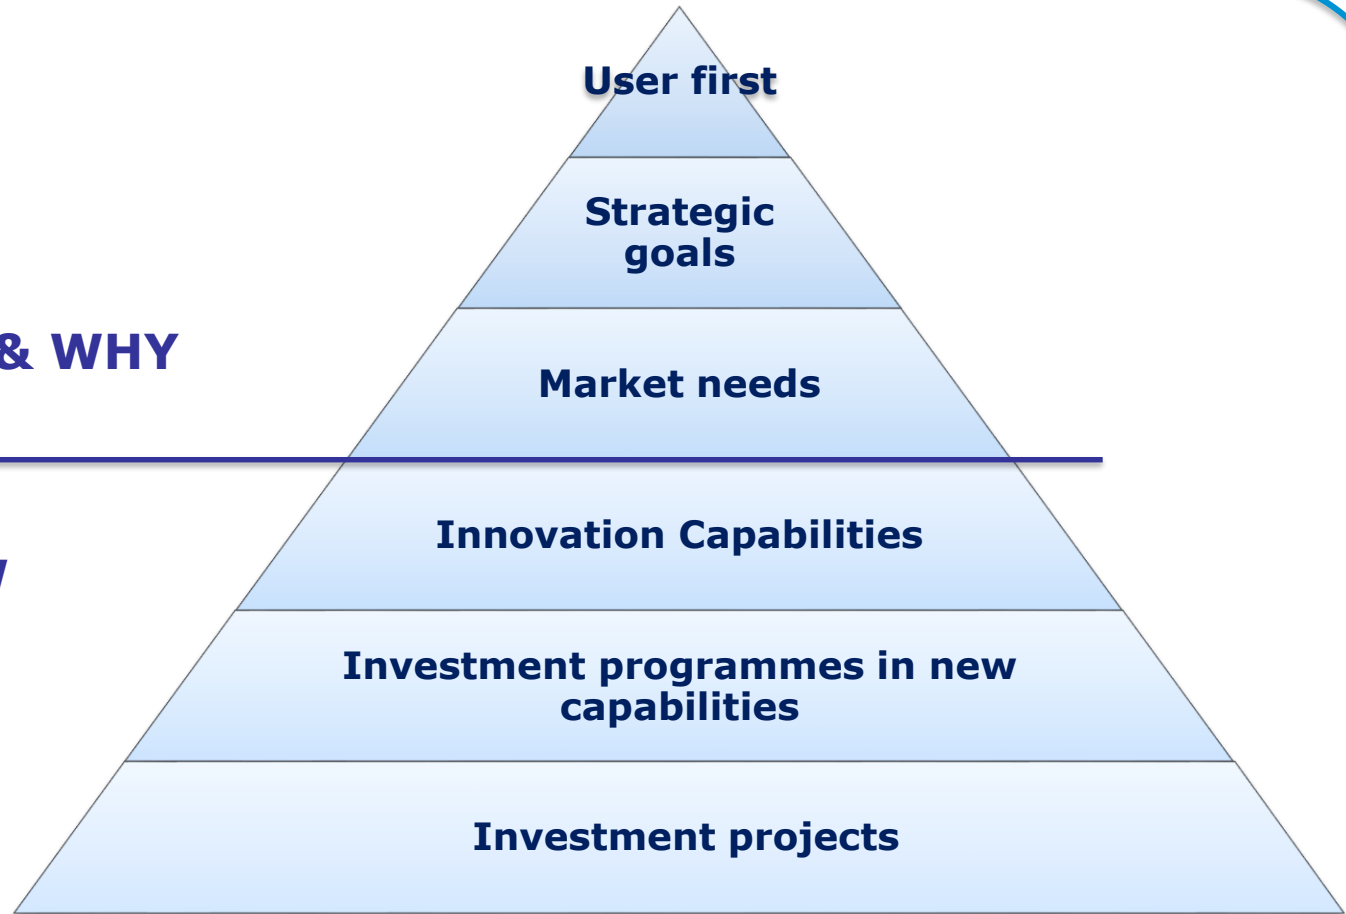 User first
Strategic
goals
& WHY
Market needs
Innovation Capabilities
Investment programmes in new
capabilities
Investment projects